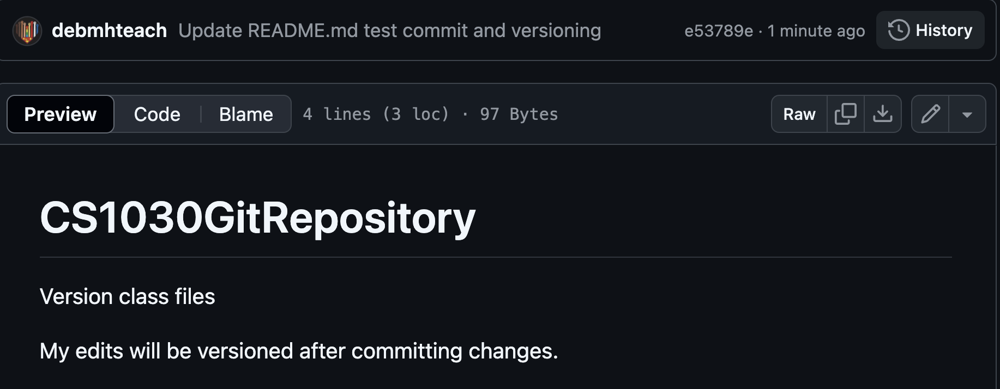 debmhteach Update README.md test commit and versioning e53789e · 1 minute ago History
Preview Code Blame 4 lines (3 loc) · 97 Bytes Raw
CS1030GitRepository
Version class files
My edits will be versioned after committing changes.